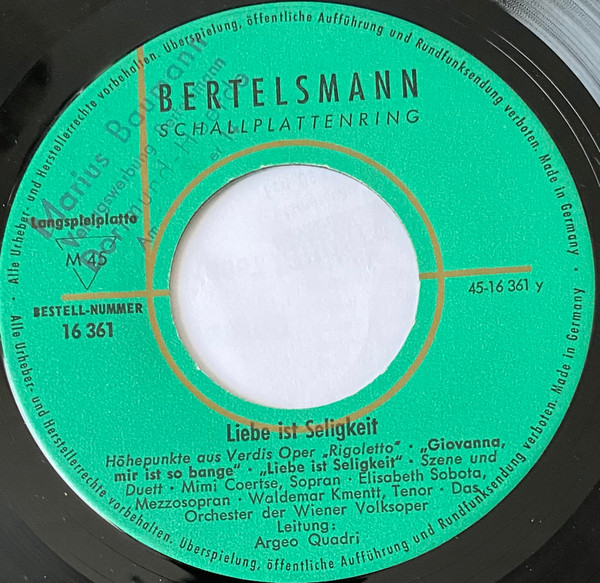 Alle Urheber- und Herstellerrechte vorbehalten. Überspielung, öffentliche Aufführung und Rundfunksendung verboten. Made in Germany
BERTELSMANN
SCHALLPLATTENRING
Marius Baumann
Langspielplatte
M 45
45-16 361 y
BESTELL-NUMMER
16 361
Liebe ist Seligkeit
Höhepunkte aus Verdis Oper „Rigoletto" · „Giovanna,
mir ist so bange" · „Liebe ist Seligkeit" · Szene und
Duett · Mimi Coertse, Sopran · Elisabeth Sobota,
Mezzosopran · Waldemar Kmentt, Tenor · Das
Orchester der Wiener Volksoper
Leitung:
Argeo Quadri
Alle Urheber- und Herstellerrechte vorbehalten. Überspielung, öffentliche Aufführung und Rundfunksendung verboten. Made in Germany